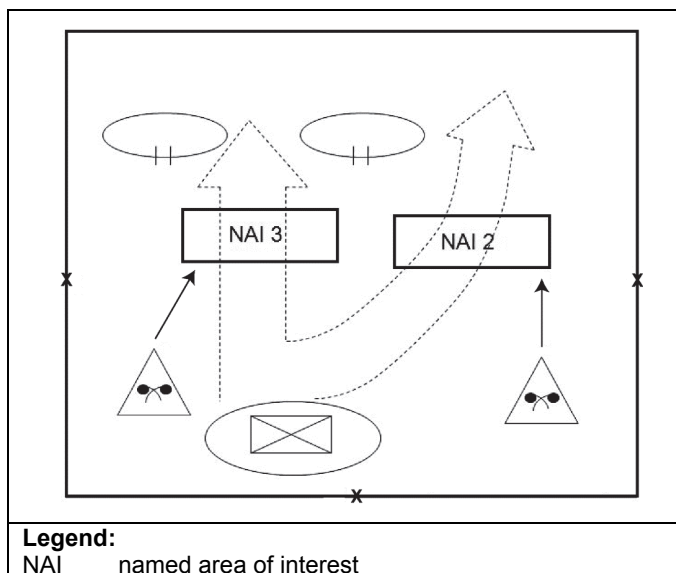 NAI 3
NAI 2
X
X
X
Legend:
NAI named area of interest